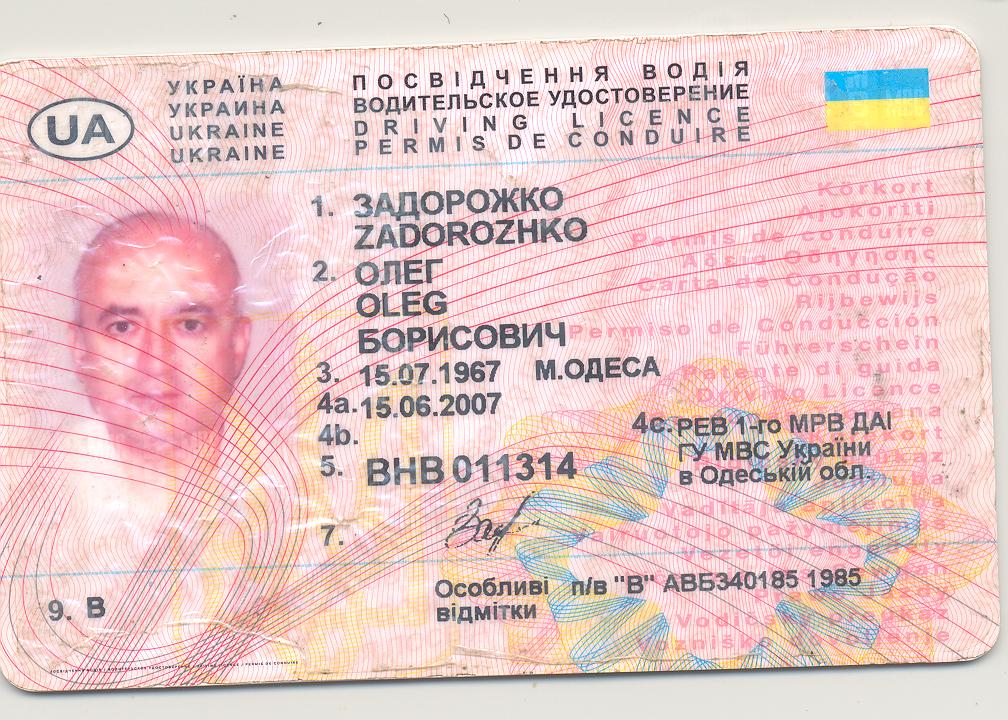 UA
УКРАЇНА
УКРАИНА
UKRAINE
UKRAINE
ПОСВІДЧЕННЯ ВОДІЯ
ВОДИТЕЛЬСКОЕ УДОСТОВЕРЕНИЕ
DRIVING LICENCE
PERMIS DE CONDUIRE
1. ЗАДОРОЖКО
ZADOROZHKO
2. ОЛЕГ
OLEG
БОРИСОВИЧ
3. 15.07.1967 М.ОДЕСА
4a. 15.06.2007
4b.
4c. РЕВ 1-го МРВ ДАІ
ГУ МВС України
в Одеській обл.
5. ВНВ 011314
7.
9. В
Особливі відмітки п/в "В" АВБ340185 1985
Körkort
Ajokortti
Permis de conduire
Carta de Condução
Rijbewijs
Permiso de Conducción
Führerschein
Patente di guida
Driving Licence